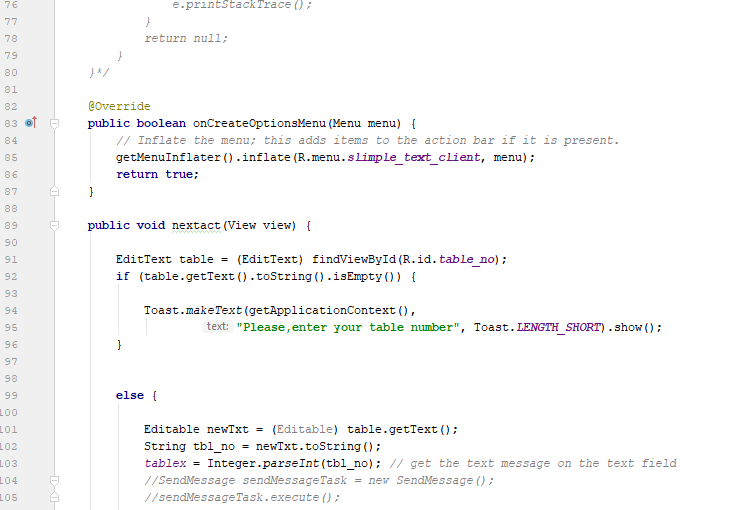 76 e.printStackTrace();
77 }
78 return null;
79 }
80 }*/
81
82 @Override
83 public boolean onCreateOptionsMenu(Menu menu) {
84 // Inflate the menu; this adds items to the action bar if it is present.
85 getMenuInflater().inflate(R.menu.slimple_text_client, menu);
86 return true;
87 }
88
89 public void nextact(View view) {
90
91 EditText table = (EditText) findViewById(R.id.table_no);
92 if (table.getText().toString().isEmpty()) {
93
94 Toast.makeText(getApplicationContext(),
95 text: "Please,enter your table number", Toast.LENGTH_SHORT).show();
96 }
97
98
99 else {
100
101 Editable newTxt = (Editable) table.getText();
102 String tbl_no = newTxt.toString();
103 tablex = Integer.parseInt(tbl_no); // get the text message on the text field
104 //SendMessage sendMessageTask = new SendMessage();
105 //sendMessageTask.execute();